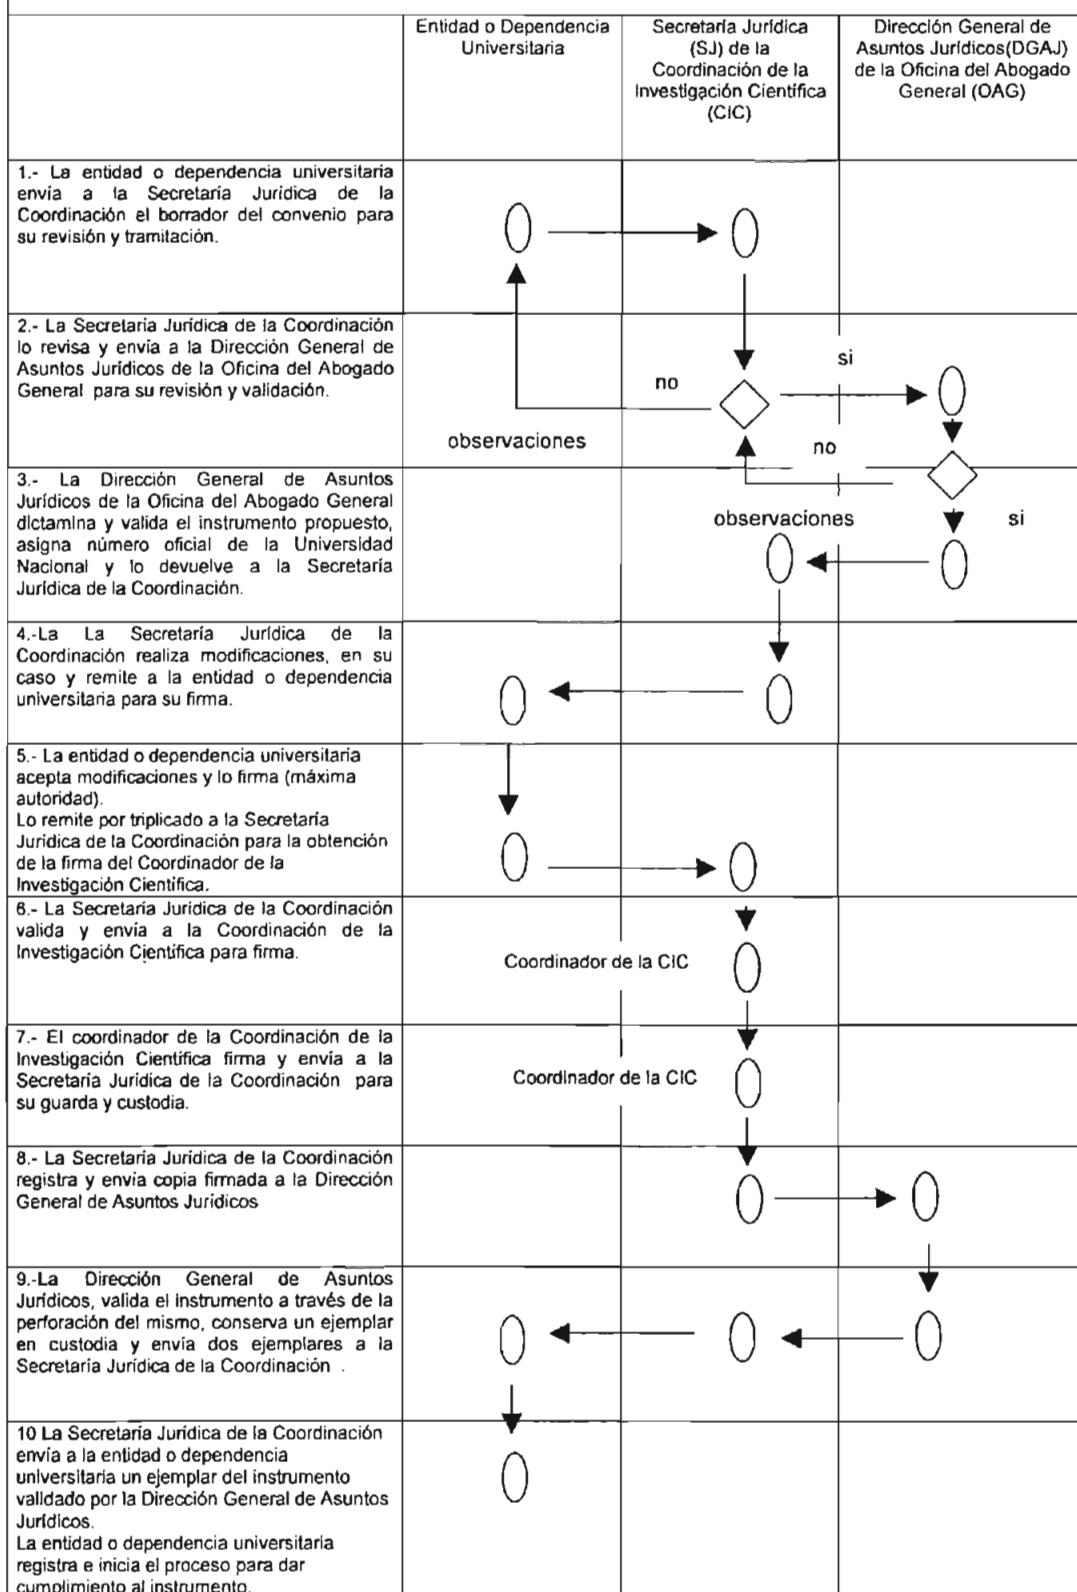 Entidad o Dependencia
Universitaria
Secretaría Jurídica
(SJ) de la
Coordinación de la
Investigación Científica
(CIC)
Dirección General de
Asuntos Jurídicos(DGAJ)
de la Oficina del Abogado
General (OAG)
1.- La entidad o dependencia universitaria
envía a la Secretaría Jurídica de la
Coordinación el borrador del convenio para
su revisión y tramitación.
2.- La Secretaría Jurídica de la Coordinación
lo revisa y envía a la Dirección General de
Asuntos Jurídicos de la Oficina del Abogado
General para su revisión y validación.
si
no
observaciones
no
3.- La Dirección General de Asuntos
Jurídicos de la Oficina del Abogado General
dictamina y valida el instrumento propuesto,
asigna número oficial de la Universidad
Nacional y lo devuelve a la Secretaría
Jurídica de la Coordinación.
observaciones
si
4.-La La Secretaría Jurídica de la
Coordinación realiza modificaciones, en su
caso y remite a la entidad o dependencia
universitaria para su firma.
5.- La entidad o dependencia universitaria
acepta modificaciones y lo firma (máxima
autoridad).
Lo remite por triplicado a la Secretaría
Jurídica de la Coordinación para la obtención
de la firma del Coordinador de la
Investigación Científica.
6.- La Secretaría Jurídica de la Coordinación
valida y envía a la Coordinación de la
Investigación Científica para firma.
Coordinador de la CIC
7.- El coordinador de la Coordinación de la
Investigación Científica firma y envía a la
Secretaría Jurídica de la Coordinación para
su guarda y custodia.
Coordinador de la CIC
8.- La Secretaría Jurídica de la Coordinación
registra y envía copia firmada a la Dirección
General de Asuntos Jurídicos
9.-La Dirección General de Asuntos
Jurídicos, valida el instrumento a través de la
perforación del mismo, conserva un ejemplar
en custodia y envía dos ejemplares a la
Secretaría Jurídica de la Coordinación .
10 La Secretaría Jurídica de la Coordinación
envía a la entidad o dependencia
universitaria un ejemplar del instrumento
validado por la Dirección General de Asuntos
Jurídicos.
La entidad o dependencia universitaria
registra e inicia el proceso para dar
cumplimiento al instrumento.